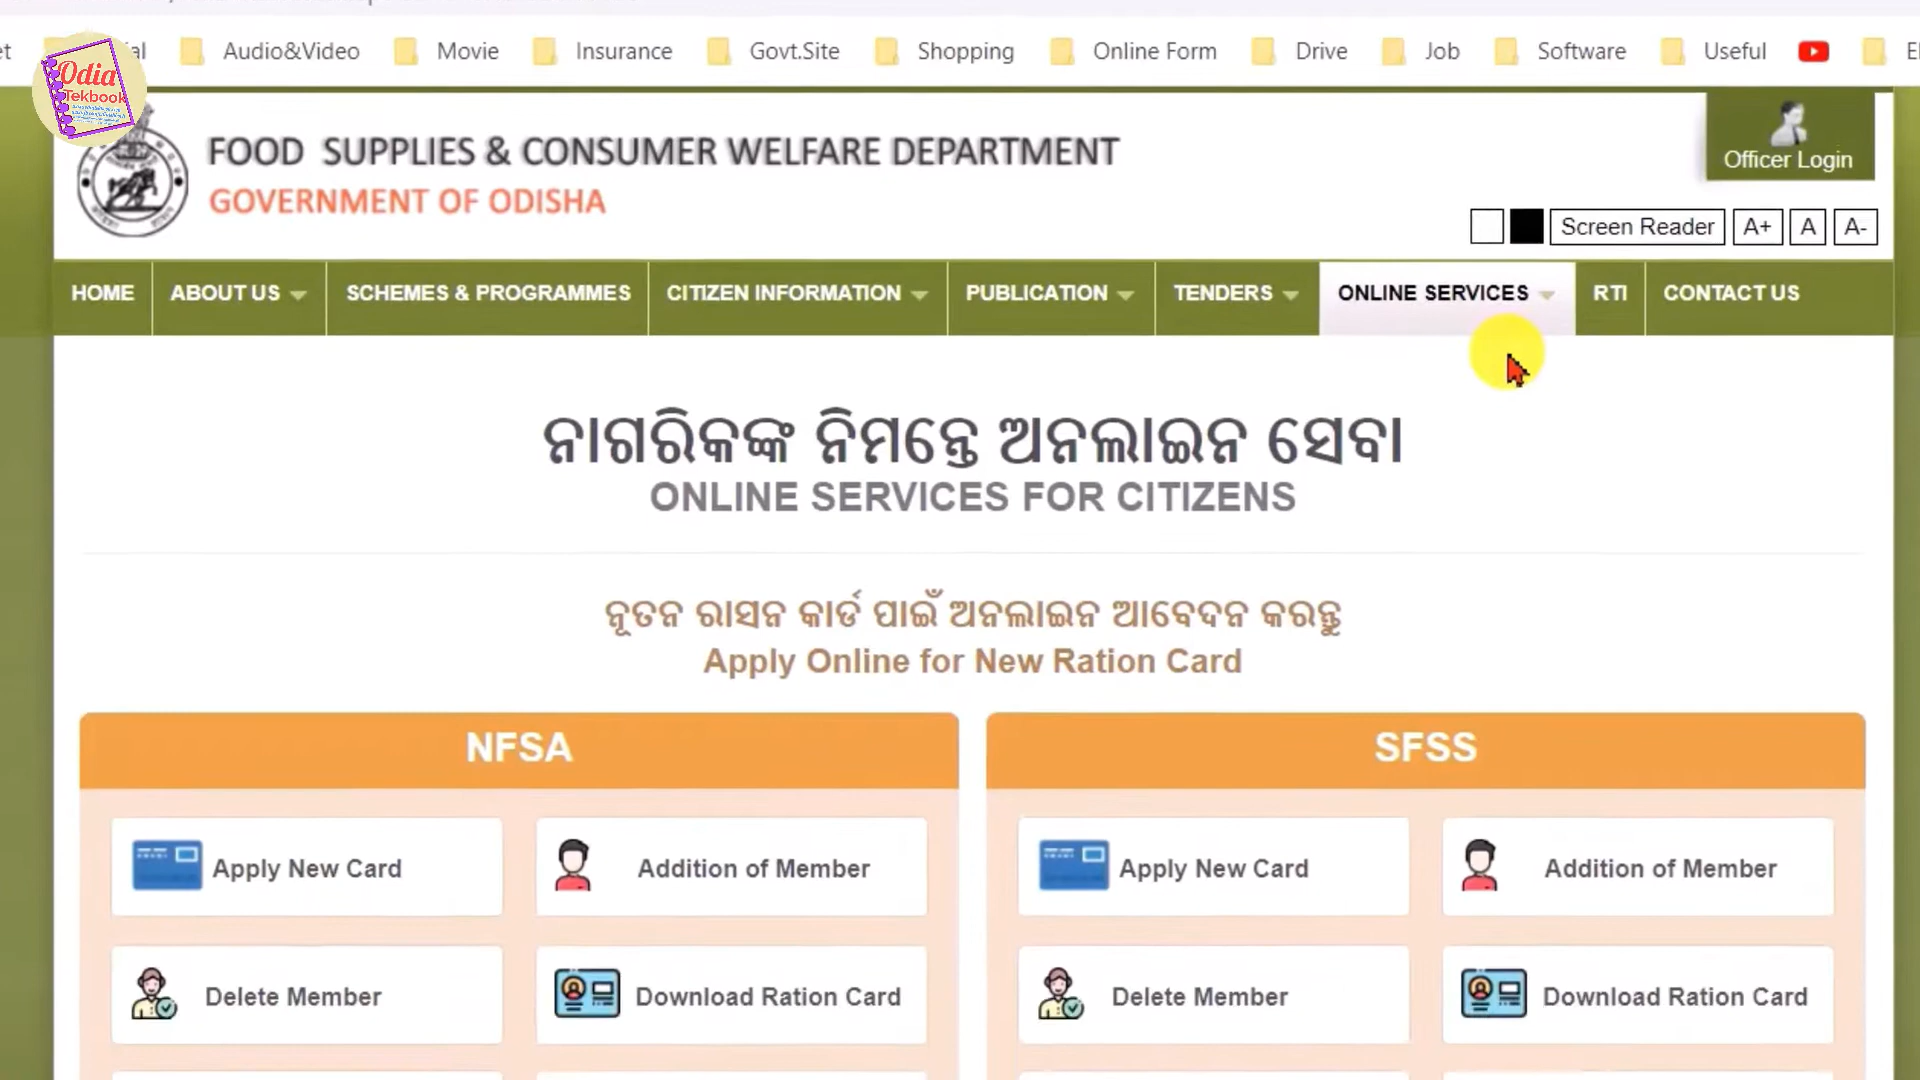 Audio&Video Movie Insurance Govt.Site Shopping Online Form Drive Job Software Useful
Odia
Tekbook
FOOD SUPPLIES & CONSUMER WELFARE DEPARTMENT
GOVERNMENT OF ODISHA
Officer Login
Screen Reader A+ A A-
HOME ABOUT US SCHEMES & PROGRAMMES CITIZEN INFORMATION PUBLICATION TENDERS ONLINE SERVICES RTI CONTACT US
ନାଗରିକଙ୍କ ନିମନ୍ତେ ଅନଲାଇନ ସେବା
ONLINE SERVICES FOR CITIZENS
ନୂତନ ରାସନ କାର୍ଡ ପାଇଁ ଅନଲାଇନ ଆବେଦନ କରନ୍ତୁ
Apply Online for New Ration Card
NFSA
Apply New Card Addition of Member
Delete Member Download Ration Card
SFSS
Apply New Card Addition of Member
Delete Member Download Ration Card